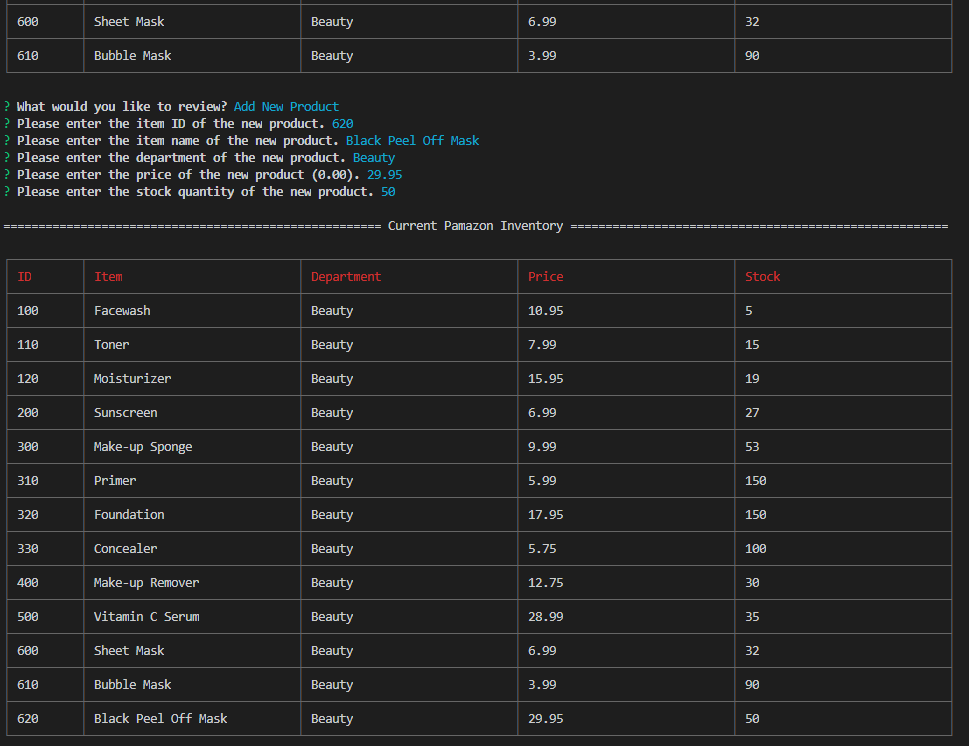 600 Sheet Mask Beauty 6.99 32
610 Bubble Mask Beauty 3.99 90
? What would you like to review? Add New Product
? Please enter the item ID of the new product. 620
? Please enter the item name of the new product. Black Peel Off Mask
? Please enter the department of the new product. Beauty
? Please enter the price of the new product (0.00). 29.95
? Please enter the stock quantity of the new product. 50
====================================================== Current Pamazon Inventory ======================================================
ID Item Department Price Stock
100 Facewash Beauty 10.95 5
110 Toner Beauty 7.99 15
120 Moisturizer Beauty 15.95 19
200 Sunscreen Beauty 6.99 27
300 Make-up Sponge Beauty 9.99 53
310 Primer Beauty 5.99 150
320 Foundation Beauty 17.95 150
330 Concealer Beauty 5.75 100
400 Make-up Remover Beauty 12.75 30
500 Vitamin C Serum Beauty 28.99 35
600 Sheet Mask Beauty 6.99 32
610 Bubble Mask Beauty 3.99 90
620 Black Peel Off Mask Beauty 29.95 50